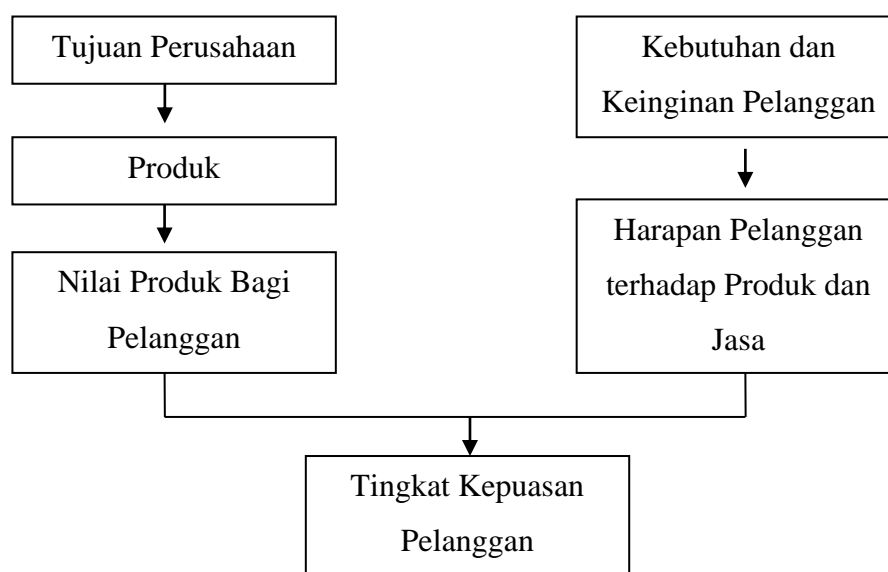 Tujuan Perusahaan
Produk
Nilai Produk Bagi
Pelanggan
Kebutuhan dan
Keinginan Pelanggan
Harapan Pelanggan
terhadap Produk dan
Jasa
Tingkat Kepuasan
Pelanggan